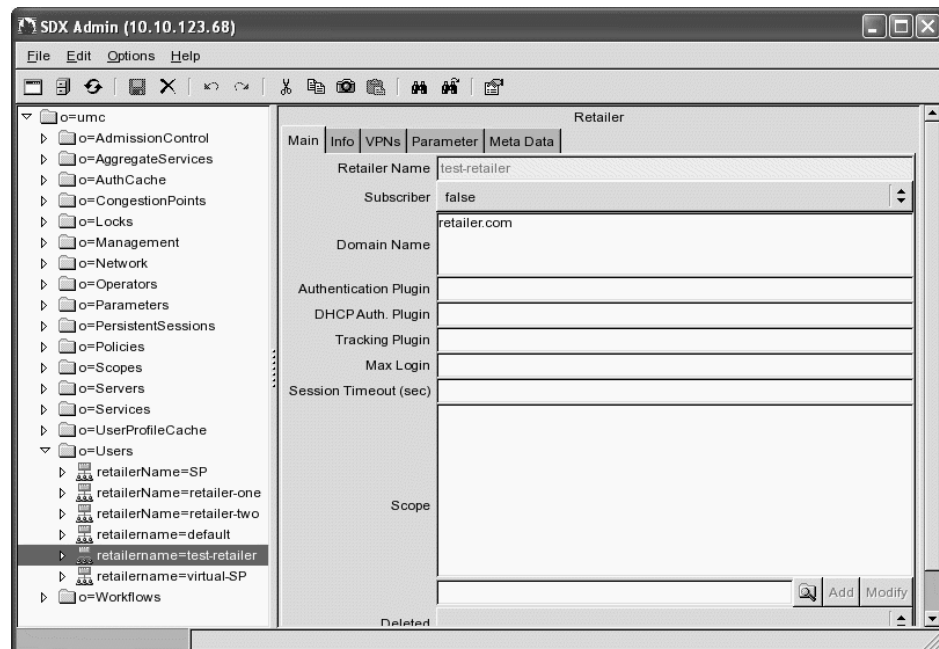 SDX Admin (10.10.123.68)
File Edit Options Help
o=umc
o=AdmissionControl
o=AggregateServices
o=AuthCache
o=CongestionPoints
o=Locks
o=Management
o=Network
o=Operators
o=Parameters
o=PersistentSessions
o=Policies
o=Scopes
o=Servers
o=Services
o=UserProfileCache
o=Users
retailerName=SP
retailerName=retailer-one
retailerName=retailer-two
retailername=default
retailername=test-retailer
retailername=virtual-SP
o=Workflows
Retailer
Main Info VPNs Parameter Meta Data
Retailer Name test-retailer
Subscriber false
retailer.com
Domain Name
Authentication Plugin
DHCP Auth. Plugin
Tracking Plugin
Max Login
Session Timeout (sec)
Scope
Add Modify
Deleted